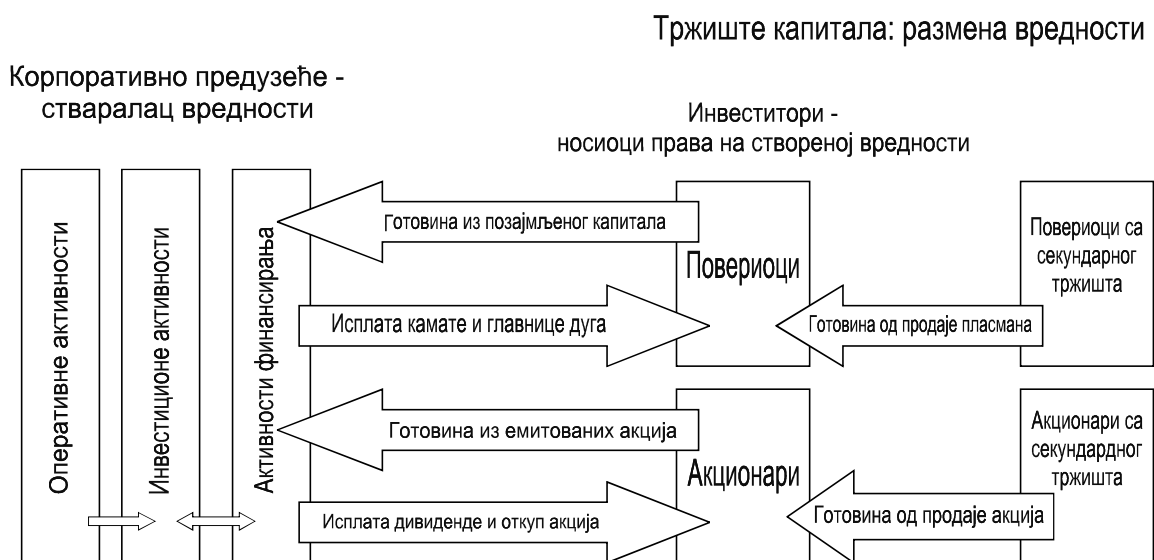 Тржиште капитала: размена вредности
Корпоративно предузеће -
стваралац вредности
Инвеститори -
носиоци права на створеној вредности
Оперативне активности
Инвестиционе активности
Активности финансирања
Готовина из позајмљеног капитала
Повериоци
Исплата камате и главнице дуга
Повериоци са
секундарног
тржишта
Готовина од продаје пласмана
Готовина из емитованих акција
Акционари
Исплата дивиденде и откуп акција
Акционари са
секундардног
тржишта
Готовина од продаје акција